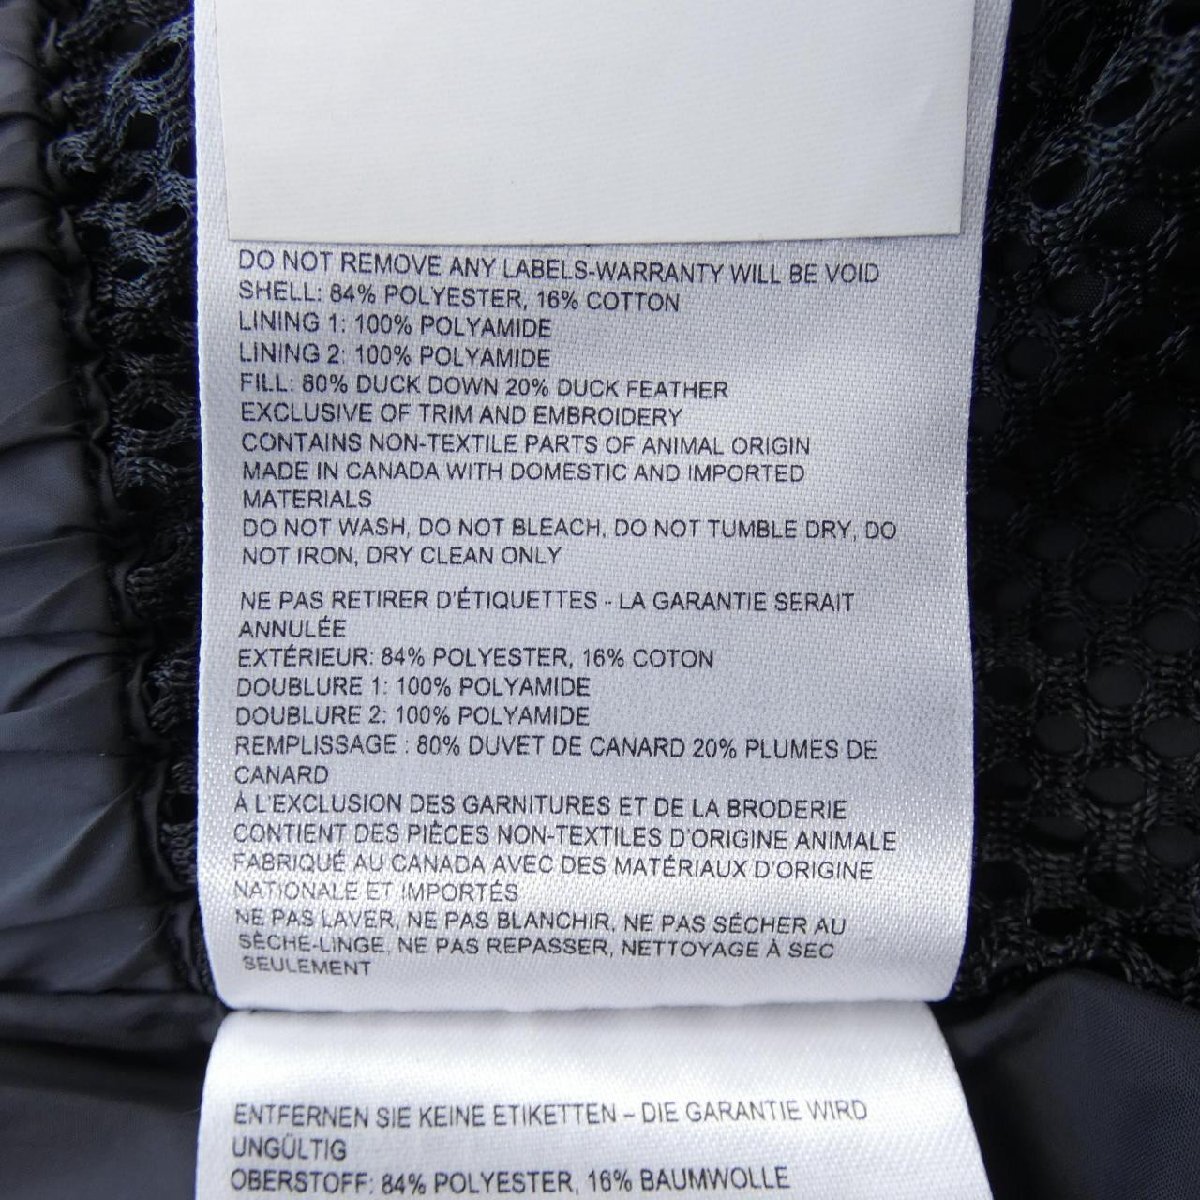 DO NOT REMOVE ANY LABELS-WARRANTY WILL BE VOID
SHELL: 84% POLYESTER, 16% COTTON
LINING 1: 100% POLYAMIDE
LINING 2: 100% POLYAMIDE
FILL: 80% DUCK DOWN 20% DUCK FEATHER
EXCLUSIVE OF TRIM AND EMBROIDERY
CONTAINS NON-TEXTILE PARTS OF ANIMAL ORIGIN
MADE IN CANADA WITH DOMESTIC AND IMPORTED
MATERIALS
DO NOT WASH, DO NOT BLEACH, DO NOT TUMBLE DRY, DO
NOT IRON, DRY CLEAN ONLY
NE PAS RETIRER D'ÉTIQUETTES - LA GARANTIE SERAIT
ANNULÉE
EXTÉRIEUR: 84% POLYESTER, 16% COTON
DOUBLURE 1: 100% POLYAMIDE
DOUBLURE 2: 100% POLYAMIDE
REMPLISSAGE : 80% DUVET DE CANARD 20% PLUMES DE
CANARD
À L'EXCLUSION DES GARNITURES ET DE LA BRODERIE
CONTIENT DES PIÈCES NON-TEXTILES D'ORIGINE ANIMALE
FABRIQUÉ AU CANADA AVEC DES MATÉRIAUX D'ORIGINE
NATIONALE ET IMPORTÉS
NE PAS LAVER, NE PAS BLANCHIR, NE PAS SÉCHER AU
SÈCHE-LINGE, NE PAS REPASSER, NETTOYAGE À SEC
SEULEMENT
ENTFERNEN SIE KEINE ETIKETTEN – DIE GARANTIE WIRD
UNGÜLTIG
OBERSTOFF: 84% POLYESTER, 16% BAUMWOLLE